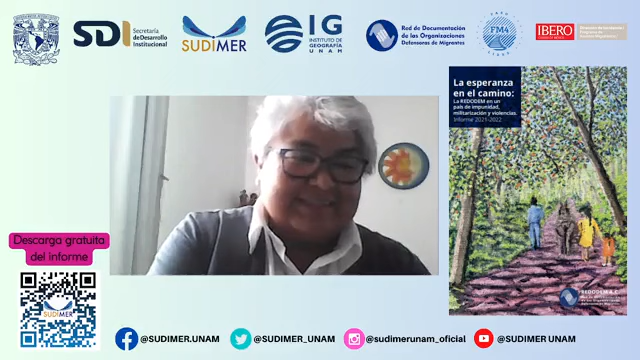 SDI
Secretaría
de Desarrollo
Institucional
SUDIMER
IG
INSTITUTO DE
GEOGRAFÍA
UNAM
Red de Documentación
de las Organizaciones
Defensoras de Migrantes
FM4
IBERO
La esperanza
en el camino:
La REDODEM en un
país de impunidad,
militarización y violencias.
Informe 2021-2022
REDODEM A.C.
Descarga gratuita
del informe
SUDIMER
@SUDIMER.UNAM
@SUDIMER_UNAM
@sudimerunam_oficial
@SUDIMER UNAM